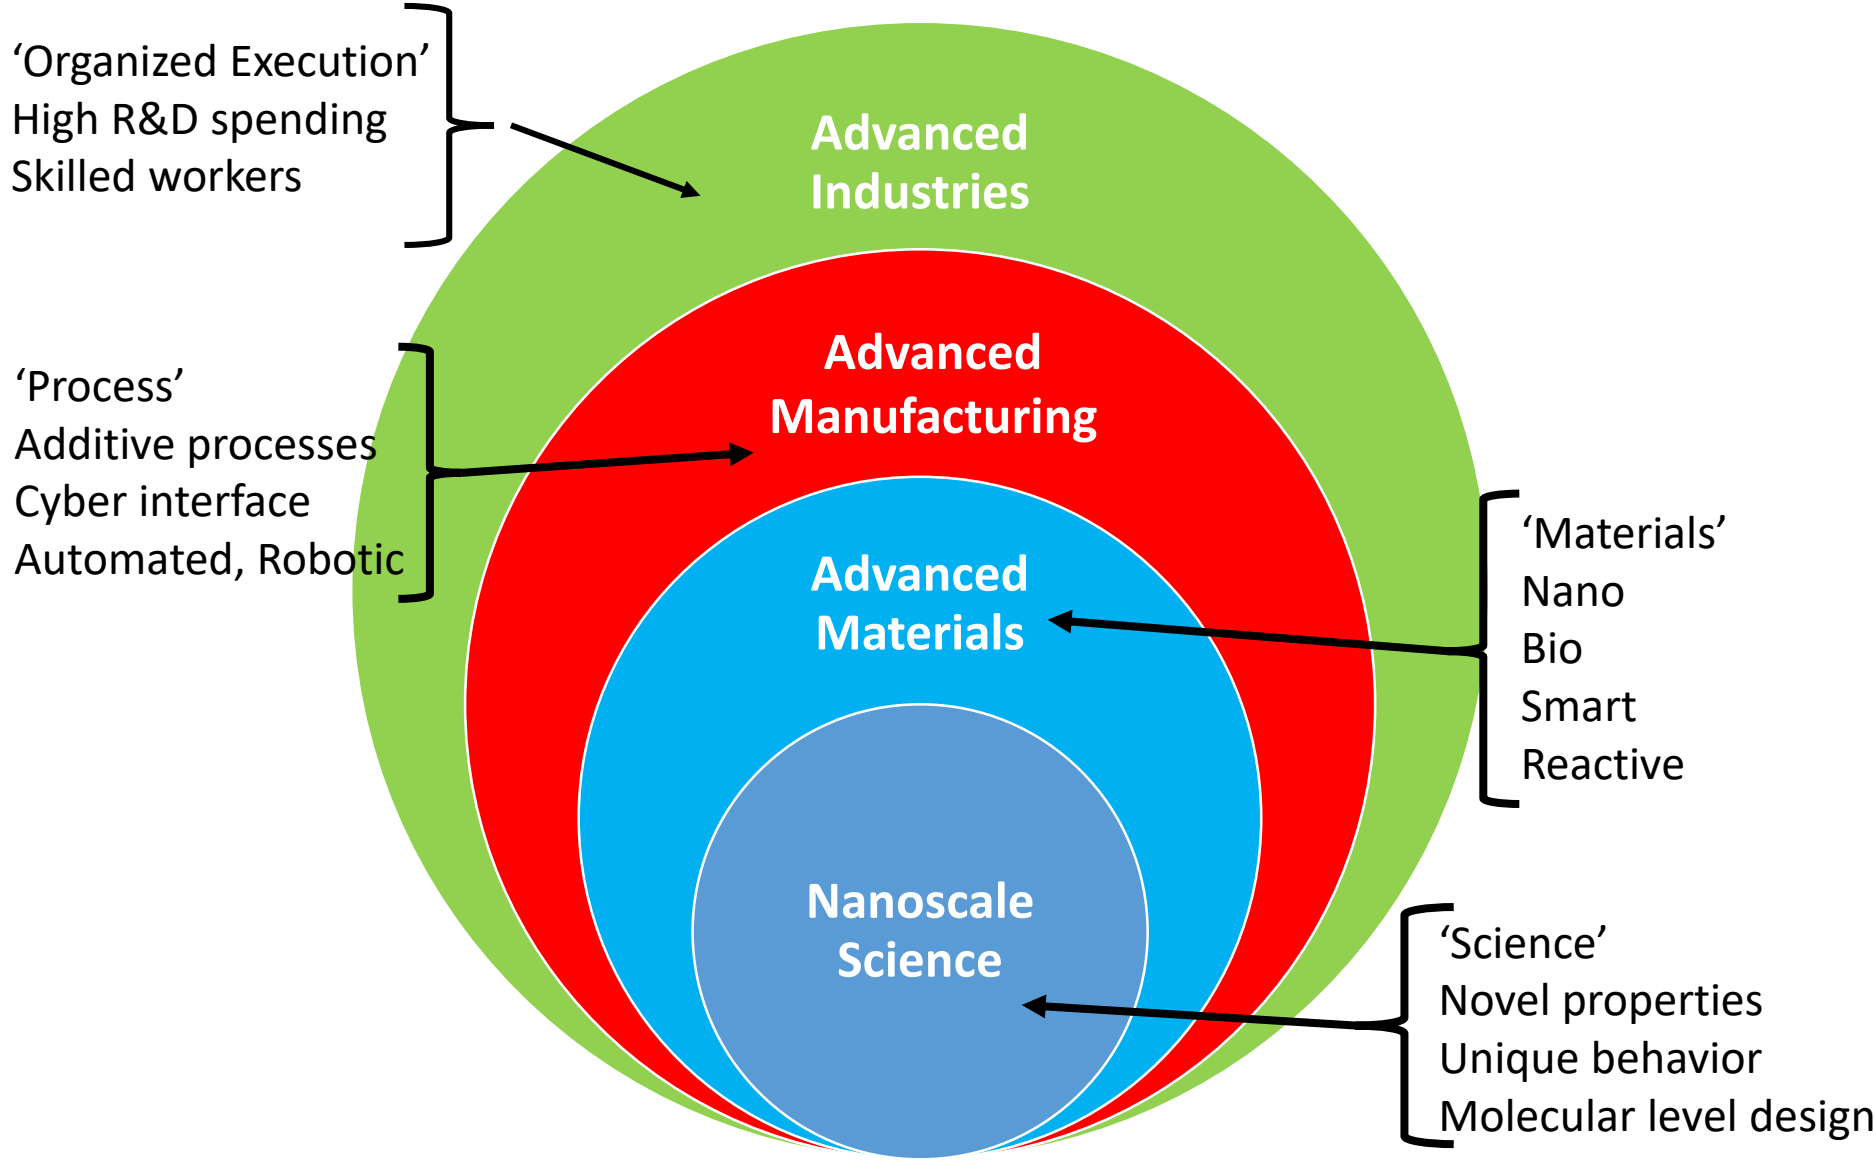 ‘Organized Execution’
High R&D spending
Skilled workers
Advanced
Industries
‘Process’
Additive processes
Cyber interface
Automated, Robotic
Advanced
Manufacturing
Advanced
Materials
‘Materials’
Nano
Bio
Smart
Reactive
Nanoscale
Science
‘Science’
Novel properties
Unique behavior
Molecular level design